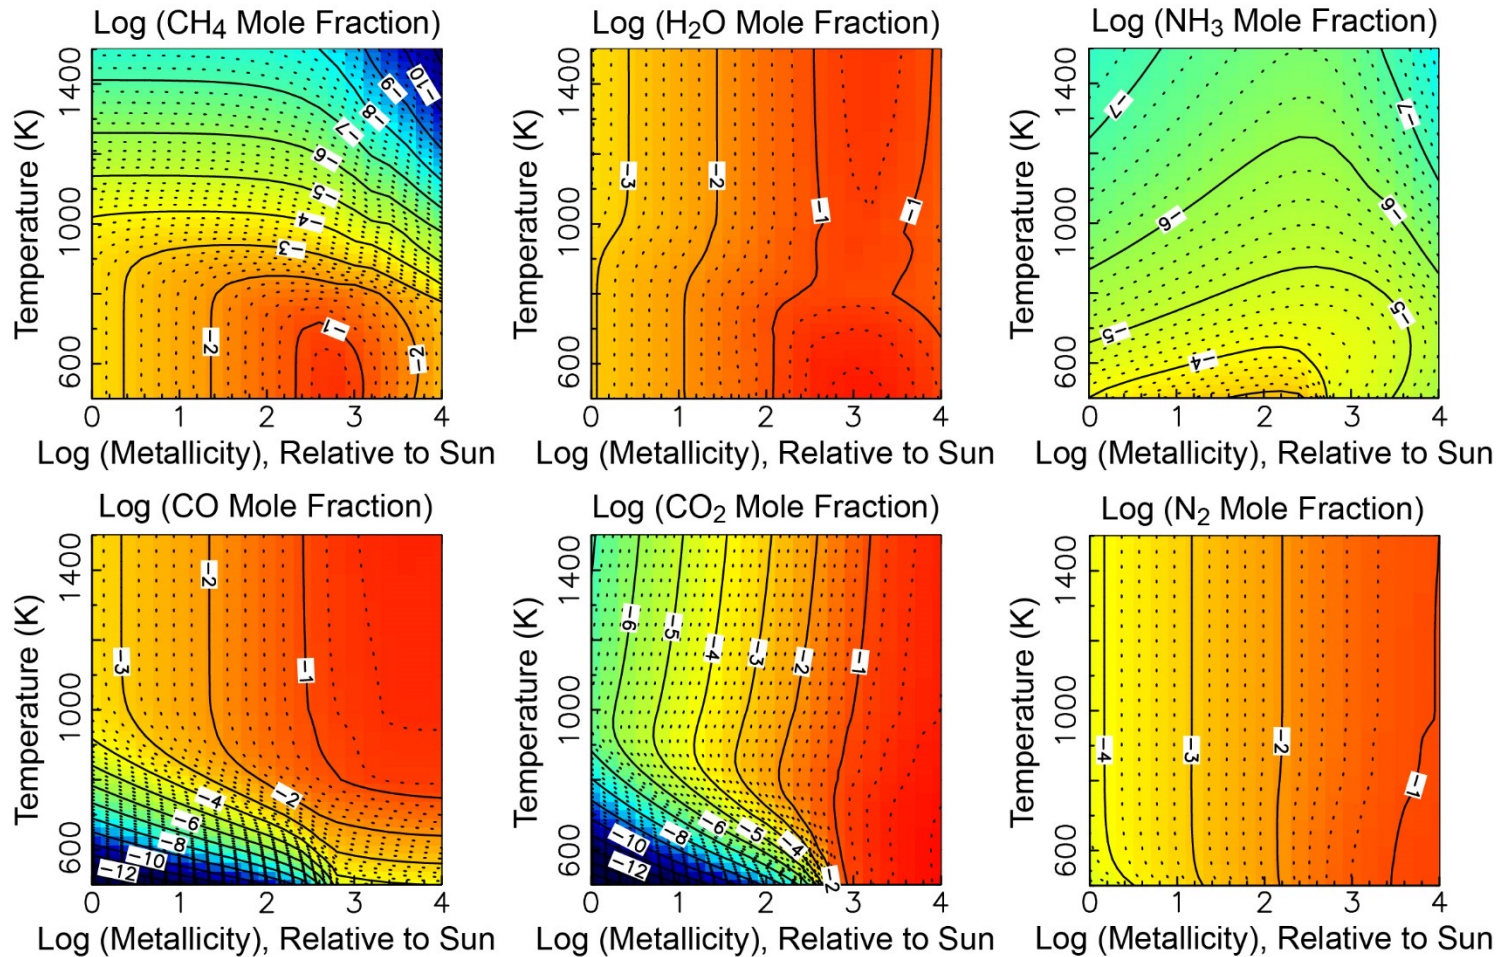 Log (CH4 Mole Fraction)
Log (H2O Mole Fraction)
Log (NH3 Mole Fraction)
Temperature (K)
1400
1000
600
−10
−9
−8
−7
−6
−5
−4
−3
−2
−1
−2
0 1 2 3 4
Log (Metallicity), Relative to Sun
Temperature (K)
1400
1000
600
−3
−2
−1
−1
0 1 2 3 4
Log (Metallicity), Relative to Sun
Temperature (K)
1400
1000
600
−7
−7
−6
−6
−5
−5
−4
0 1 2 3 4
Log (Metallicity), Relative to Sun
Log (CO Mole Fraction)
Log (CO2 Mole Fraction)
Log (N2 Mole Fraction)
Temperature (K)
1400
1000
600
−3
−2
−1
−2
−4
−6
−8
−10
−12
0 1 2 3 4
Log (Metallicity), Relative to Sun
Temperature (K)
1400
1000
600
−6
−5
−4
−3
−2
−1
−10
−8
−6
−5
−4
−12
−2
0 1 2 3 4
Log (Metallicity), Relative to Sun
Temperature (K)
1400
1000
600
−4
−3
−2
−1
0 1 2 3 4
Log (Metallicity), Relative to Sun